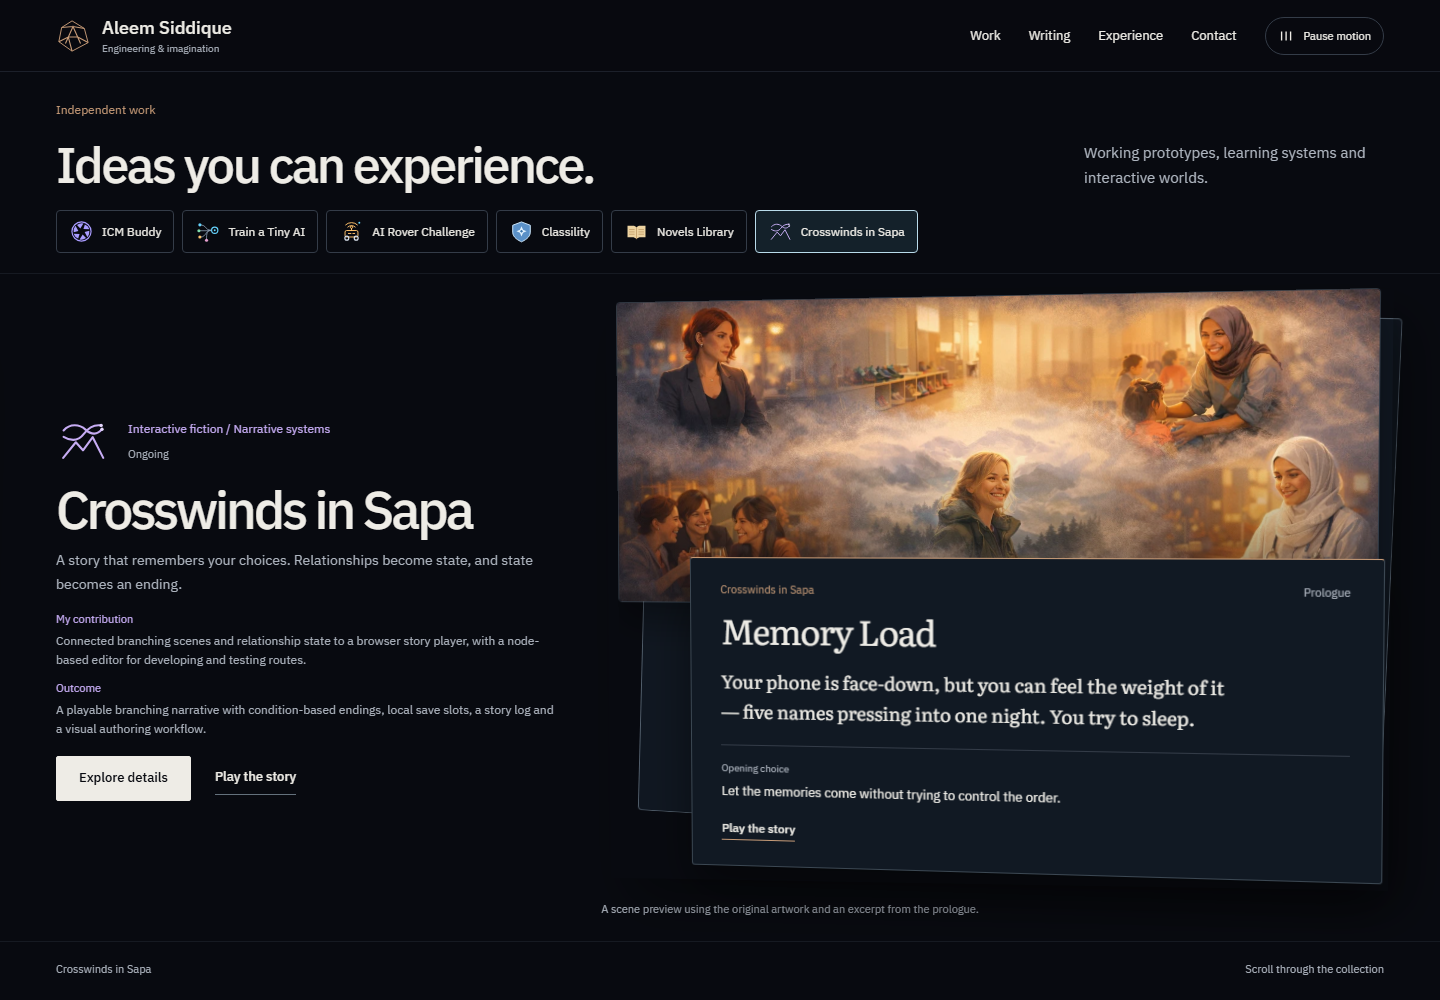 Aleem Siddique
Engineering & imagination
Work
Writing
Experience
Contact
Pause motion
Independent work
Ideas you can experience.
Working prototypes, learning systems and
interactive worlds.
ICM Buddy
Train a Tiny AI
AI Rover Challenge
Classility
Novels Library
Crosswinds in Sapa
Interactive fiction / Narrative systems
Ongoing
Crosswinds in Sapa
A story that remembers your choices. Relationships become state, and state
becomes an ending.
My contribution
Connected branching scenes and relationship state to a browser story player, with a node-
based editor for developing and testing routes.
Outcome
A playable branching narrative with condition-based endings, local save slots, a story log and
a visual authoring workflow.
Explore details
Play the story
Crosswinds in Sapa
Prologue
Memory Load
Your phone is face-down, but you can feel the weight of it
— five names pressing into one night. You try to sleep.
Opening choice
Let the memories come without trying to control the order.
Play the story
A scene preview using the original artwork and an excerpt from the prologue.
Crosswinds in Sapa
Scroll through the collection